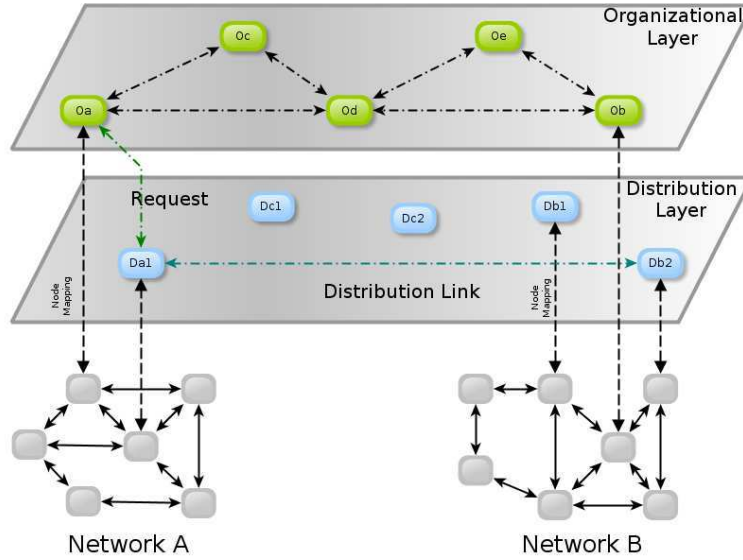 Organizational
Layer
Oc
Oe
Oa
Od
Ob
Request
Distribution
Layer
Dc1
Dc2
Db1
Da1
Db2
Distribution Link
Node
Mapping
Node
Mapping
Network A
Network B